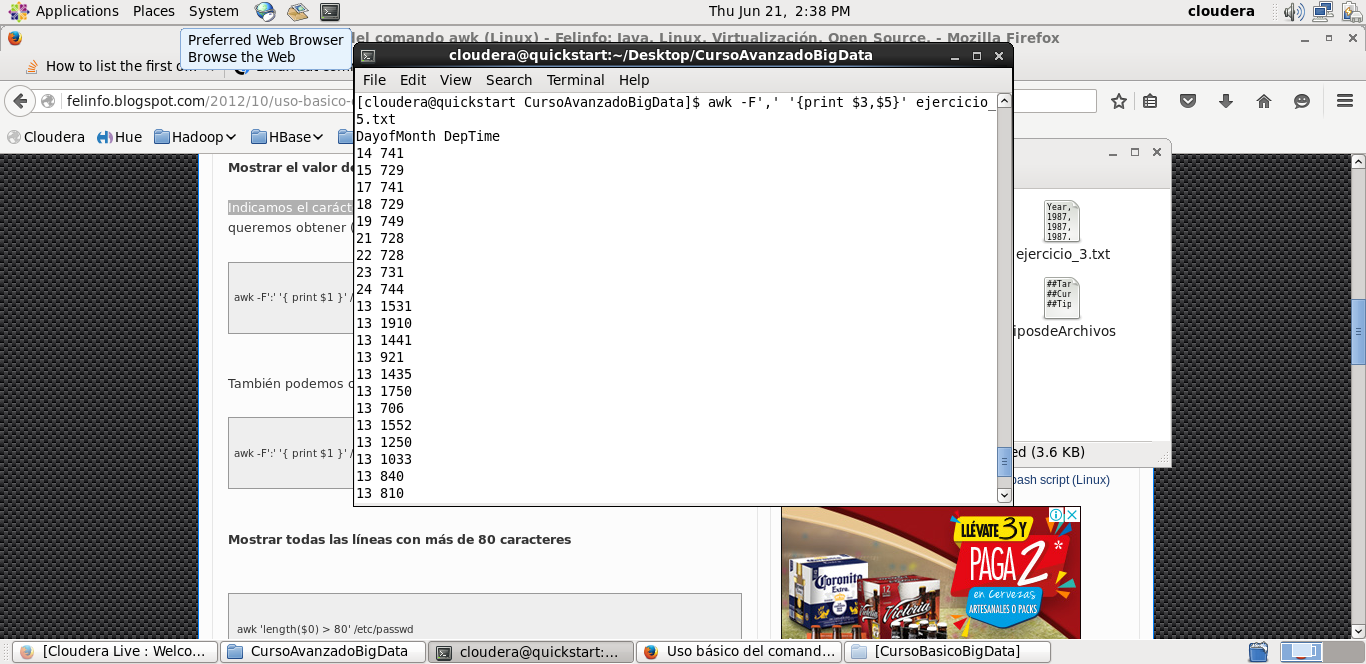 Applications Places System Thu Jun 21, 2:38 PM cloudera
Preferred Web Browser
Browse the Web
del comando awk (Linux) - Felinfo: Java. Linux. Virtualización. Open Source. - Mozilla Firefox
How to list the first
cloudera@quickstart:~/Desktop/CursoAvanzadoBigData
File Edit View Search Terminal Help
felinfo.blogspot.com/2012/10/uso-basico-
Cloudera Hue Hadoop HBase
[cloudera@quickstart CursoAvanzadoBigData]$ awk -F',' '{print $3,$5}' ejercicio_
5.txt
DayofMonth DepTime
14 741
15 729
17 741
18 729
19 749
21 728
22 728
23 731
24 744
13 1531
13 1910
13 1441
13 921
13 1435
13 1750
13 706
13 1552
13 1250
13 1033
13 840
13 810
Mostrar el valor de
Indicamos el caráct
queremos obtener (
awk -F':' '{ print $1 }' /
También podemos
awk -F':' '{ print $1 }' /
Mostrar todas las líneas con más de 80 caracteres
awk 'length($0) > 80' /etc/passwd
Year,
1987,
1987,
1987.
ejercicio_3.txt
##Tar
##Cur
##Tip
iposdeArchivos
ed (3.6 KB)
bash script (Linux)
LLÉVATE 3 Y
PAGA 2*
en Cervezas
ARTESANALES O PACKS
Coronita
Extra.
12
Victoria
[Cloudera Live : Welco... CursoAvanzadoBigData cloudera@quickstart:... Uso básico del comand... [CursoBasicoBigData]